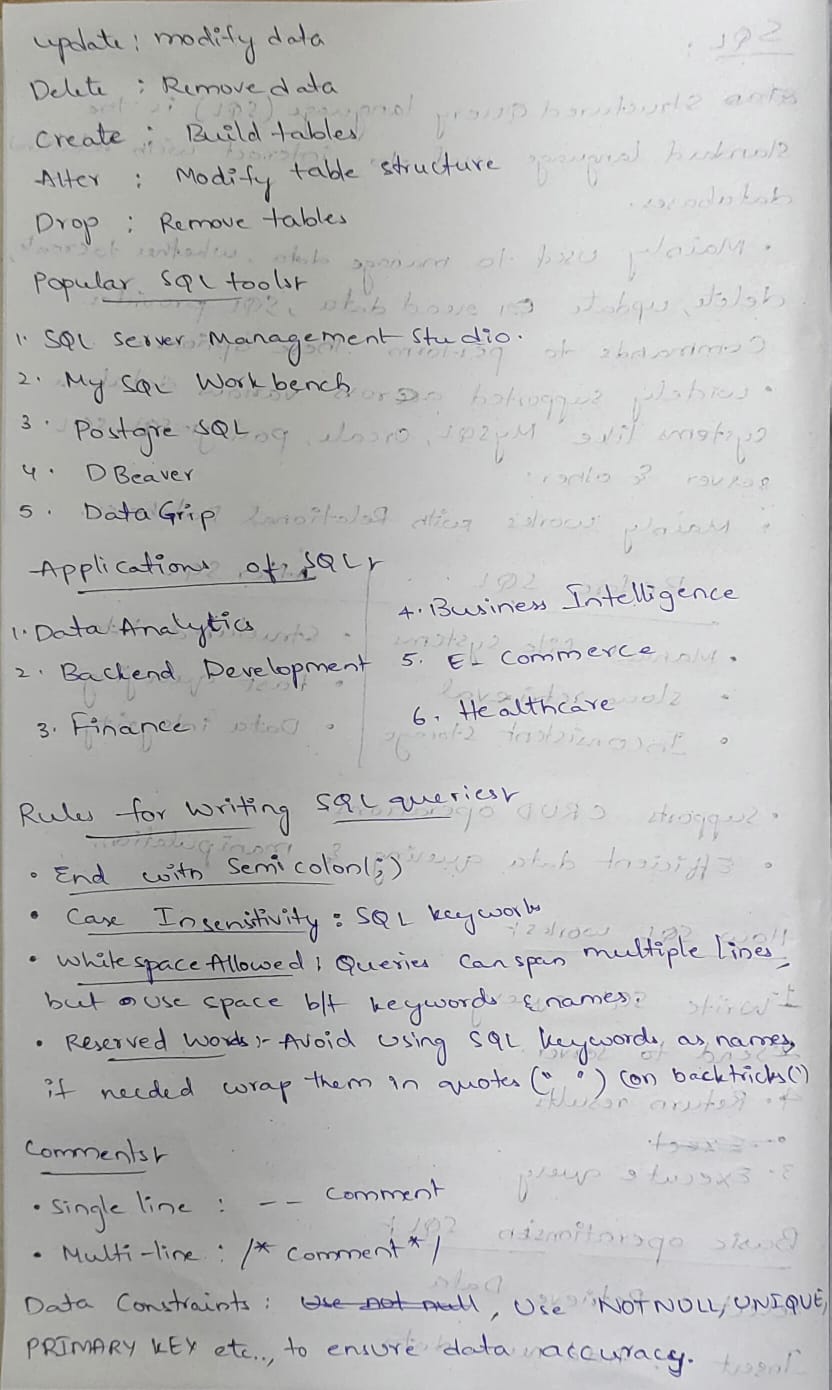 update : modify data
Delete : Remove data
Create : Build tables
Alter : Modify table structure
Drop : Remove tables
Popular SQL tools:
1. SQL Server Management Studio.
2. My SQL Workbench
3. Postgre SQL
4. DBeaver
5. Data Grip
Applications of SQL:
1. Data Analytics
2. Backend Development
3. Finance
4. Business Intelligence
5. E- Commerce
6. Healthcare
Rules for writing SQL queries:
• End with Semicolon(;)
• Case Insensitivity : SQL keywords
• White space Allowed : Queries can span multiple lines,
but use space b/t keywords & names.
• Reserved Words :- Avoid using SQL keywords as names,
if needed wrap them in quotes (" ") (on backtricks(`)
Comments:
• Single line : -- Comment
• Multi-line : /* Comment */
Data Constraints : Use not null, Use NOT NULL, UNIQUE,
PRIMARY KEY etc.., to ensure data accuracy.